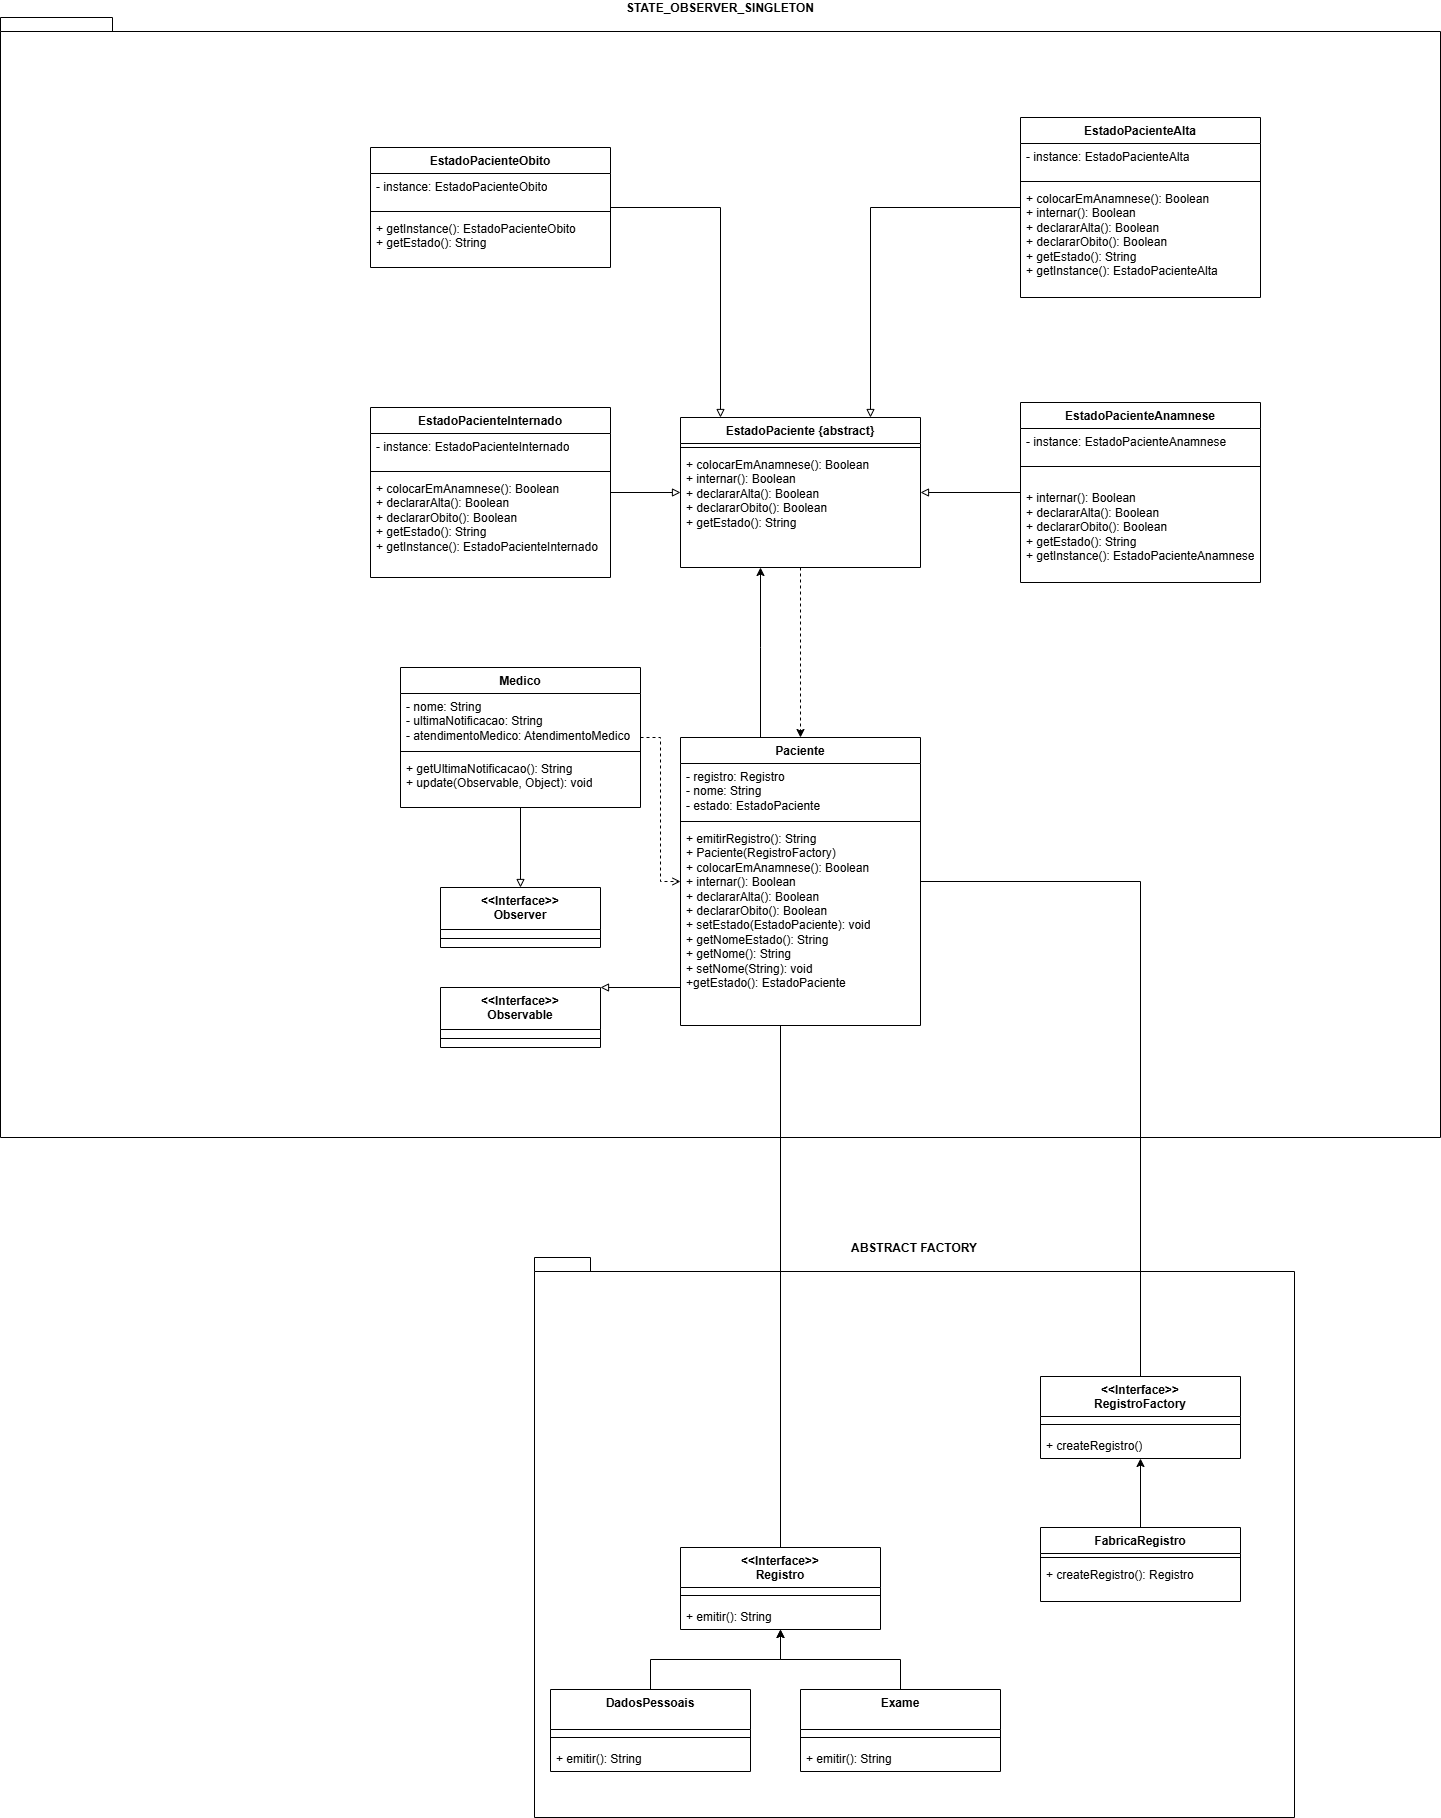 STATE_OBSERVER_SINGLETON
EstadoPacienteObito
- instance: EstadoPacienteObito
+ getInstance(): EstadoPacienteObito
+ getEstado(): String
EstadoPacienteAlta
- instance: EstadoPacienteAlta
+ colocarEmAnamnese(): Boolean
+ internar(): Boolean
+ declararAlta(): Boolean
+ declararObito(): Boolean
+ getEstado(): String
+ getInstance(): EstadoPacienteAlta
EstadoPacienteInternado
- instance: EstadoPacienteInternado
+ colocarEmAnamnese(): Boolean
+ declararAlta(): Boolean
+ declararObito(): Boolean
+ getEstado(): String
+ getInstance(): EstadoPacienteInternado
EstadoPaciente {abstract}
+ colocarEmAnamnese(): Boolean
+ internar(): Boolean
+ declararAlta(): Boolean
+ declararObito(): Boolean
+ getEstado(): String
EstadoPacienteAnamnese
- instance: EstadoPacienteAnamnese
+ internar(): Boolean
+ declararAlta(): Boolean
+ declararObito(): Boolean
+ getEstado(): String
+ getInstance(): EstadoPacienteAnamnese
Medico
- nome: String
- ultimaNotificacao: String
- atendimentoMedico: AtendimentoMedico
+ getUltimaNotificacao(): String
+ update(Observable, Object): void
Paciente
- registro: Registro
- nome: String
- estado: EstadoPaciente
+ emitirRegistro(): String
+ Paciente(RegistroFactory)
+ colocarEmAnamnese(): Boolean
+ internar(): Boolean
+ declararAlta(): Boolean
+ declararObito(): Boolean
+ setEstado(EstadoPaciente): void
+ getNomeEstado(): String
+ getNome(): String
+ setNome(String): void
+getEstado(): EstadoPaciente
<<Interface>>
Observer
<<Interface>>
Observable
ABSTRACT FACTORY
<<Interface>>
RegistroFactory
+ createRegistro()
FabricaRegistro
+ createRegistro(): Registro
<<Interface>>
Registro
+ emitir(): String
DadosPessoais
+ emitir(): String
Exame
+ emitir(): String